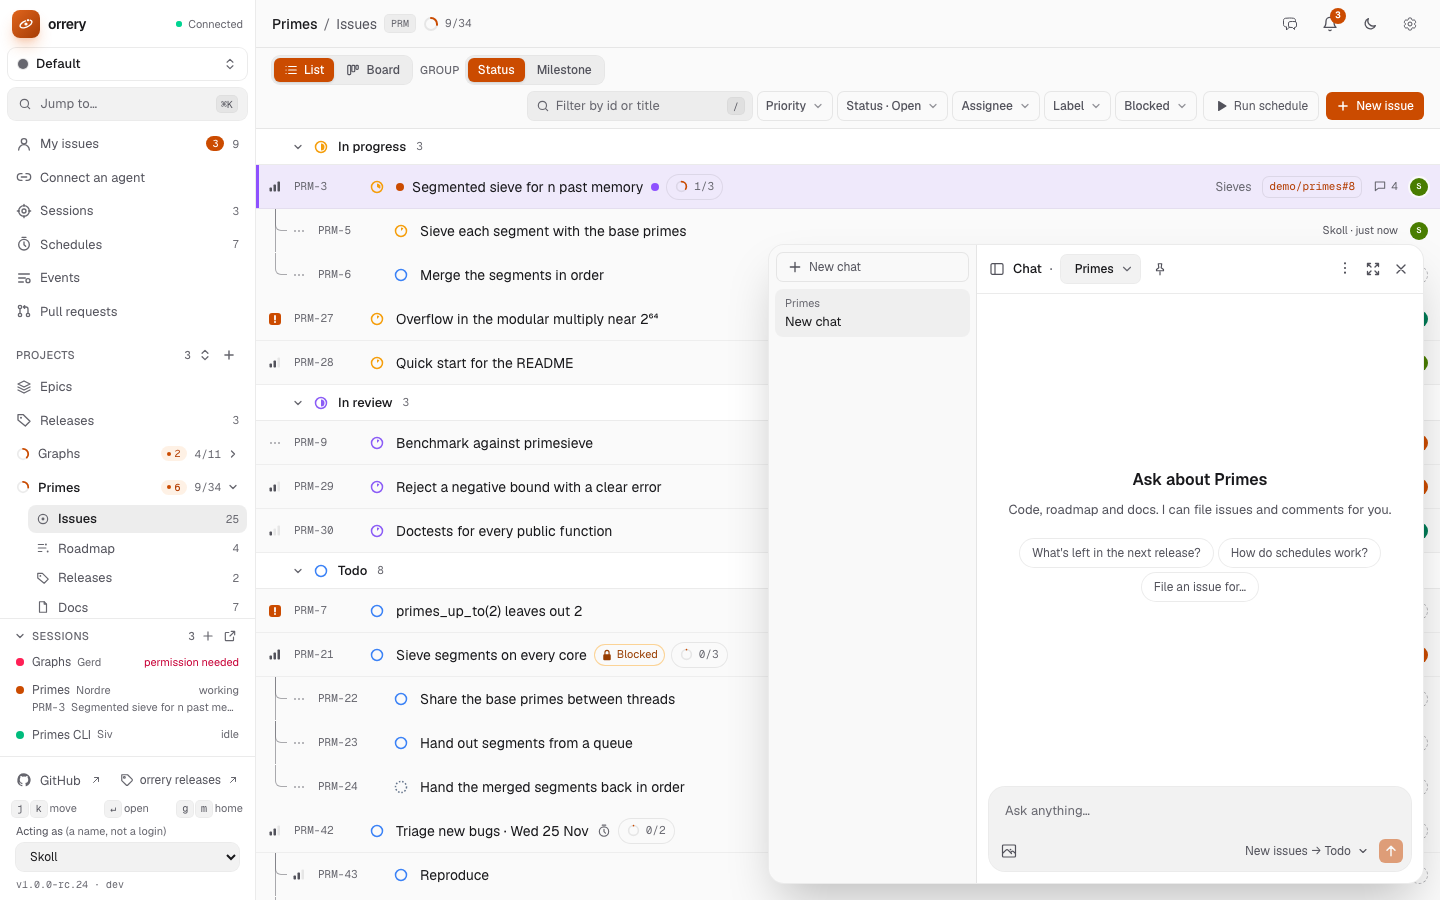 orrery
Connected
Default
Jump to...
⌘K
My issues 3 9
Connect an agent
Sessions 3
Schedules 7
Events
Pull requests
PROJECTS 3
Epics
Releases 3
Graphs • 2 4/11
Primes • 6 9/34
Issues 25
Roadmap 4
Releases 2
Docs 7
SESSIONS 3
Graphs Gerd permission needed
Primes Nordre working
PRM-3 Segmented sieve for n past me…
Primes CLI Siv idle
GitHub ↗ orrery releases ↗
j k move ↵ open g m home
Acting as (a name, not a login)
Skoll
v1.0.0-rc.24 · dev
Primes / Issues PRM 9/34
3
List Board GROUP Status Milestone
Filter by id or title /
Priority
Status · Open
Assignee
Label
Blocked
Run schedule
New issue
In progress 3
PRM-3 Segmented sieve for n past memory 1/3 Sieves demo/primes#8 4 S
PRM-5 Sieve each segment with the base primes Skoll · just now S
PRM-6 Merge the segments in order
PRM-27 Overflow in the modular multiply near 2⁶⁴
PRM-28 Quick start for the README
In review 3
PRM-9 Benchmark against primesieve
PRM-29 Reject a negative bound with a clear error
PRM-30 Doctests for every public function
Todo 8
PRM-7 primes_up_to(2) leaves out 2
PRM-21 Sieve segments on every core Blocked 0/3
PRM-22 Share the base primes between threads
PRM-23 Hand out segments from a queue
PRM-24 Hand the merged segments back in order
PRM-42 Triage new bugs · Wed 25 Nov 0/2
PRM-43 Reproduce
New chat
Primes
New chat
Chat · Primes
Ask about Primes
Code, roadmap and docs. I can file issues and comments for you.
What's left in the next release?
How do schedules work?
File an issue for…
Ask anything…
New issues → Todo